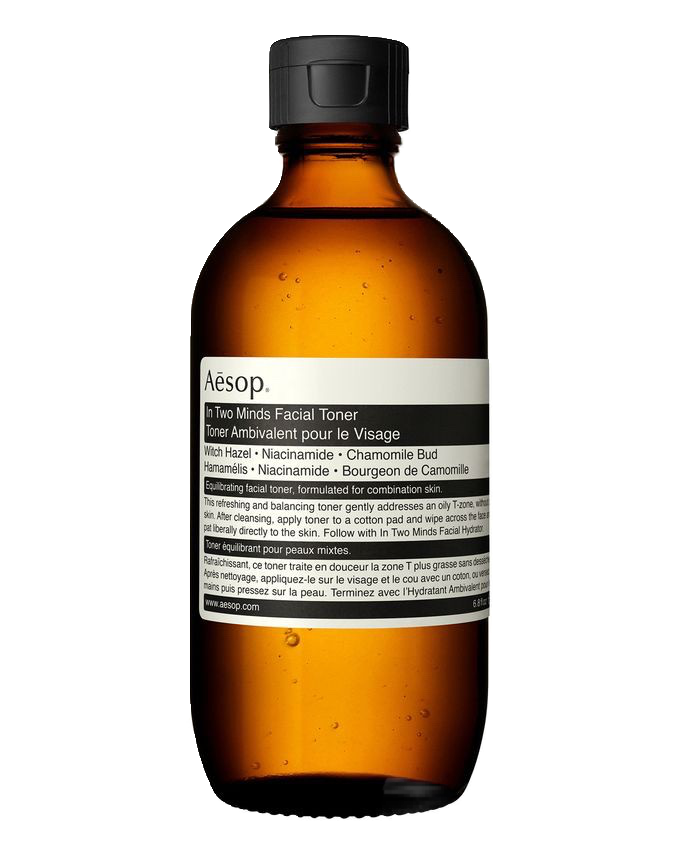 Aēsop®
In Two Minds Facial Toner
Toner Ambivalent pour le Visage
Witch Hazel • Niacinamide • Chamomile Bud
Hamamélis • Niacinamide • Bourgeon de Camomille
Equilibrating facial toner, formulated for combination skin.
This refreshing and balancing toner gently addresses an oily T-zone,
skin. After cleansing, apply toner to a cotton pad and wipe across the face
pat liberally directly to the skin. Follow with In Two Minds Facial Hydrator.
Toner équilibrant pour peaux mixtes.
Rafraîchissant, ce toner traite en douceur la zone T plus grasse sans
Après nettoyage, appliquez-le sur le visage et le cou avec un coton, ou
mains puis pressez sur la peau. Terminez avec l'Hydratant Ambivalent
www.aesop.com 6.8